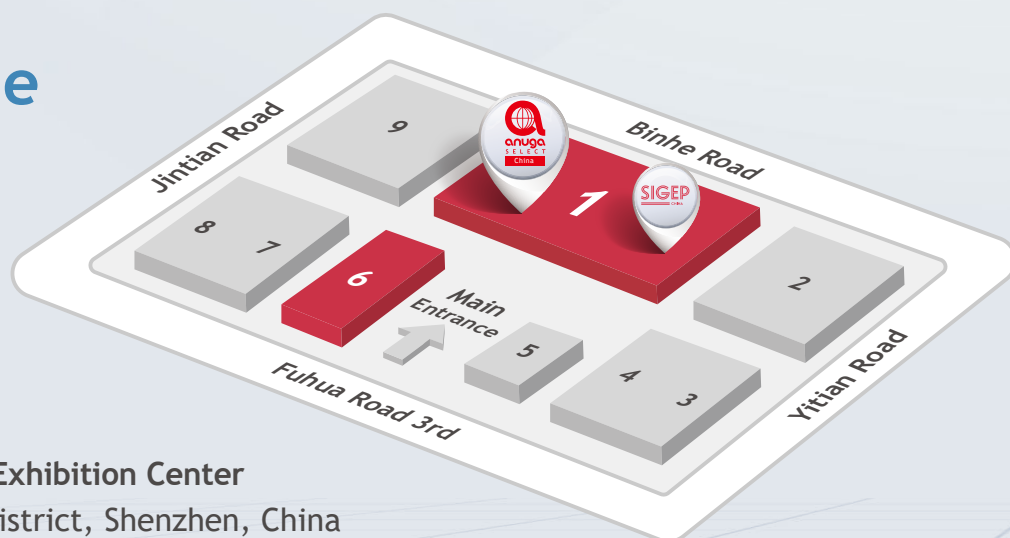 e
Jintian Road
Binhe Road
9
anuga
SELECT
China
1
SIGEP
8
7
6
Main
Entrance
2
5
4
3
Yitian Road
Fuhua Road 3rd
Exhibition Center
istrict, Shenzhen, China